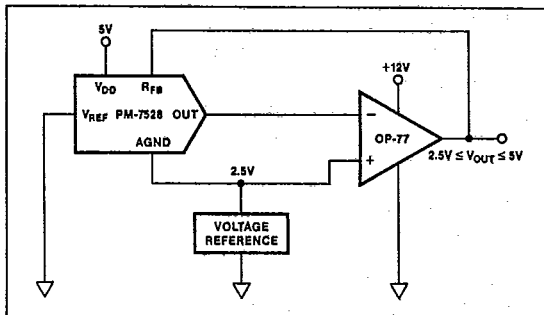 5V
+12V
VDD RFB
VREF PM-7528 OUT
AGND
−
OP-77
+
2.5V ≤ VOUT ≤ 5V
2.5V
VOLTAGE
REFERENCE